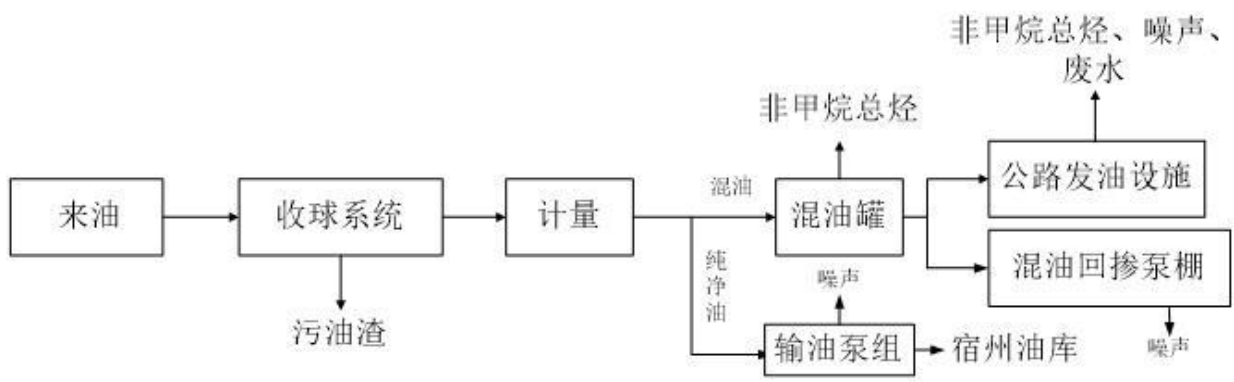 非甲烷总烃、噪声、
废水
非甲烷总烃
公路发油设施
来油
收球系统
计量
混油
混油罐
混油回掺泵棚
纯净油
噪声
污油渣
输油泵组
宿州油库
噪声